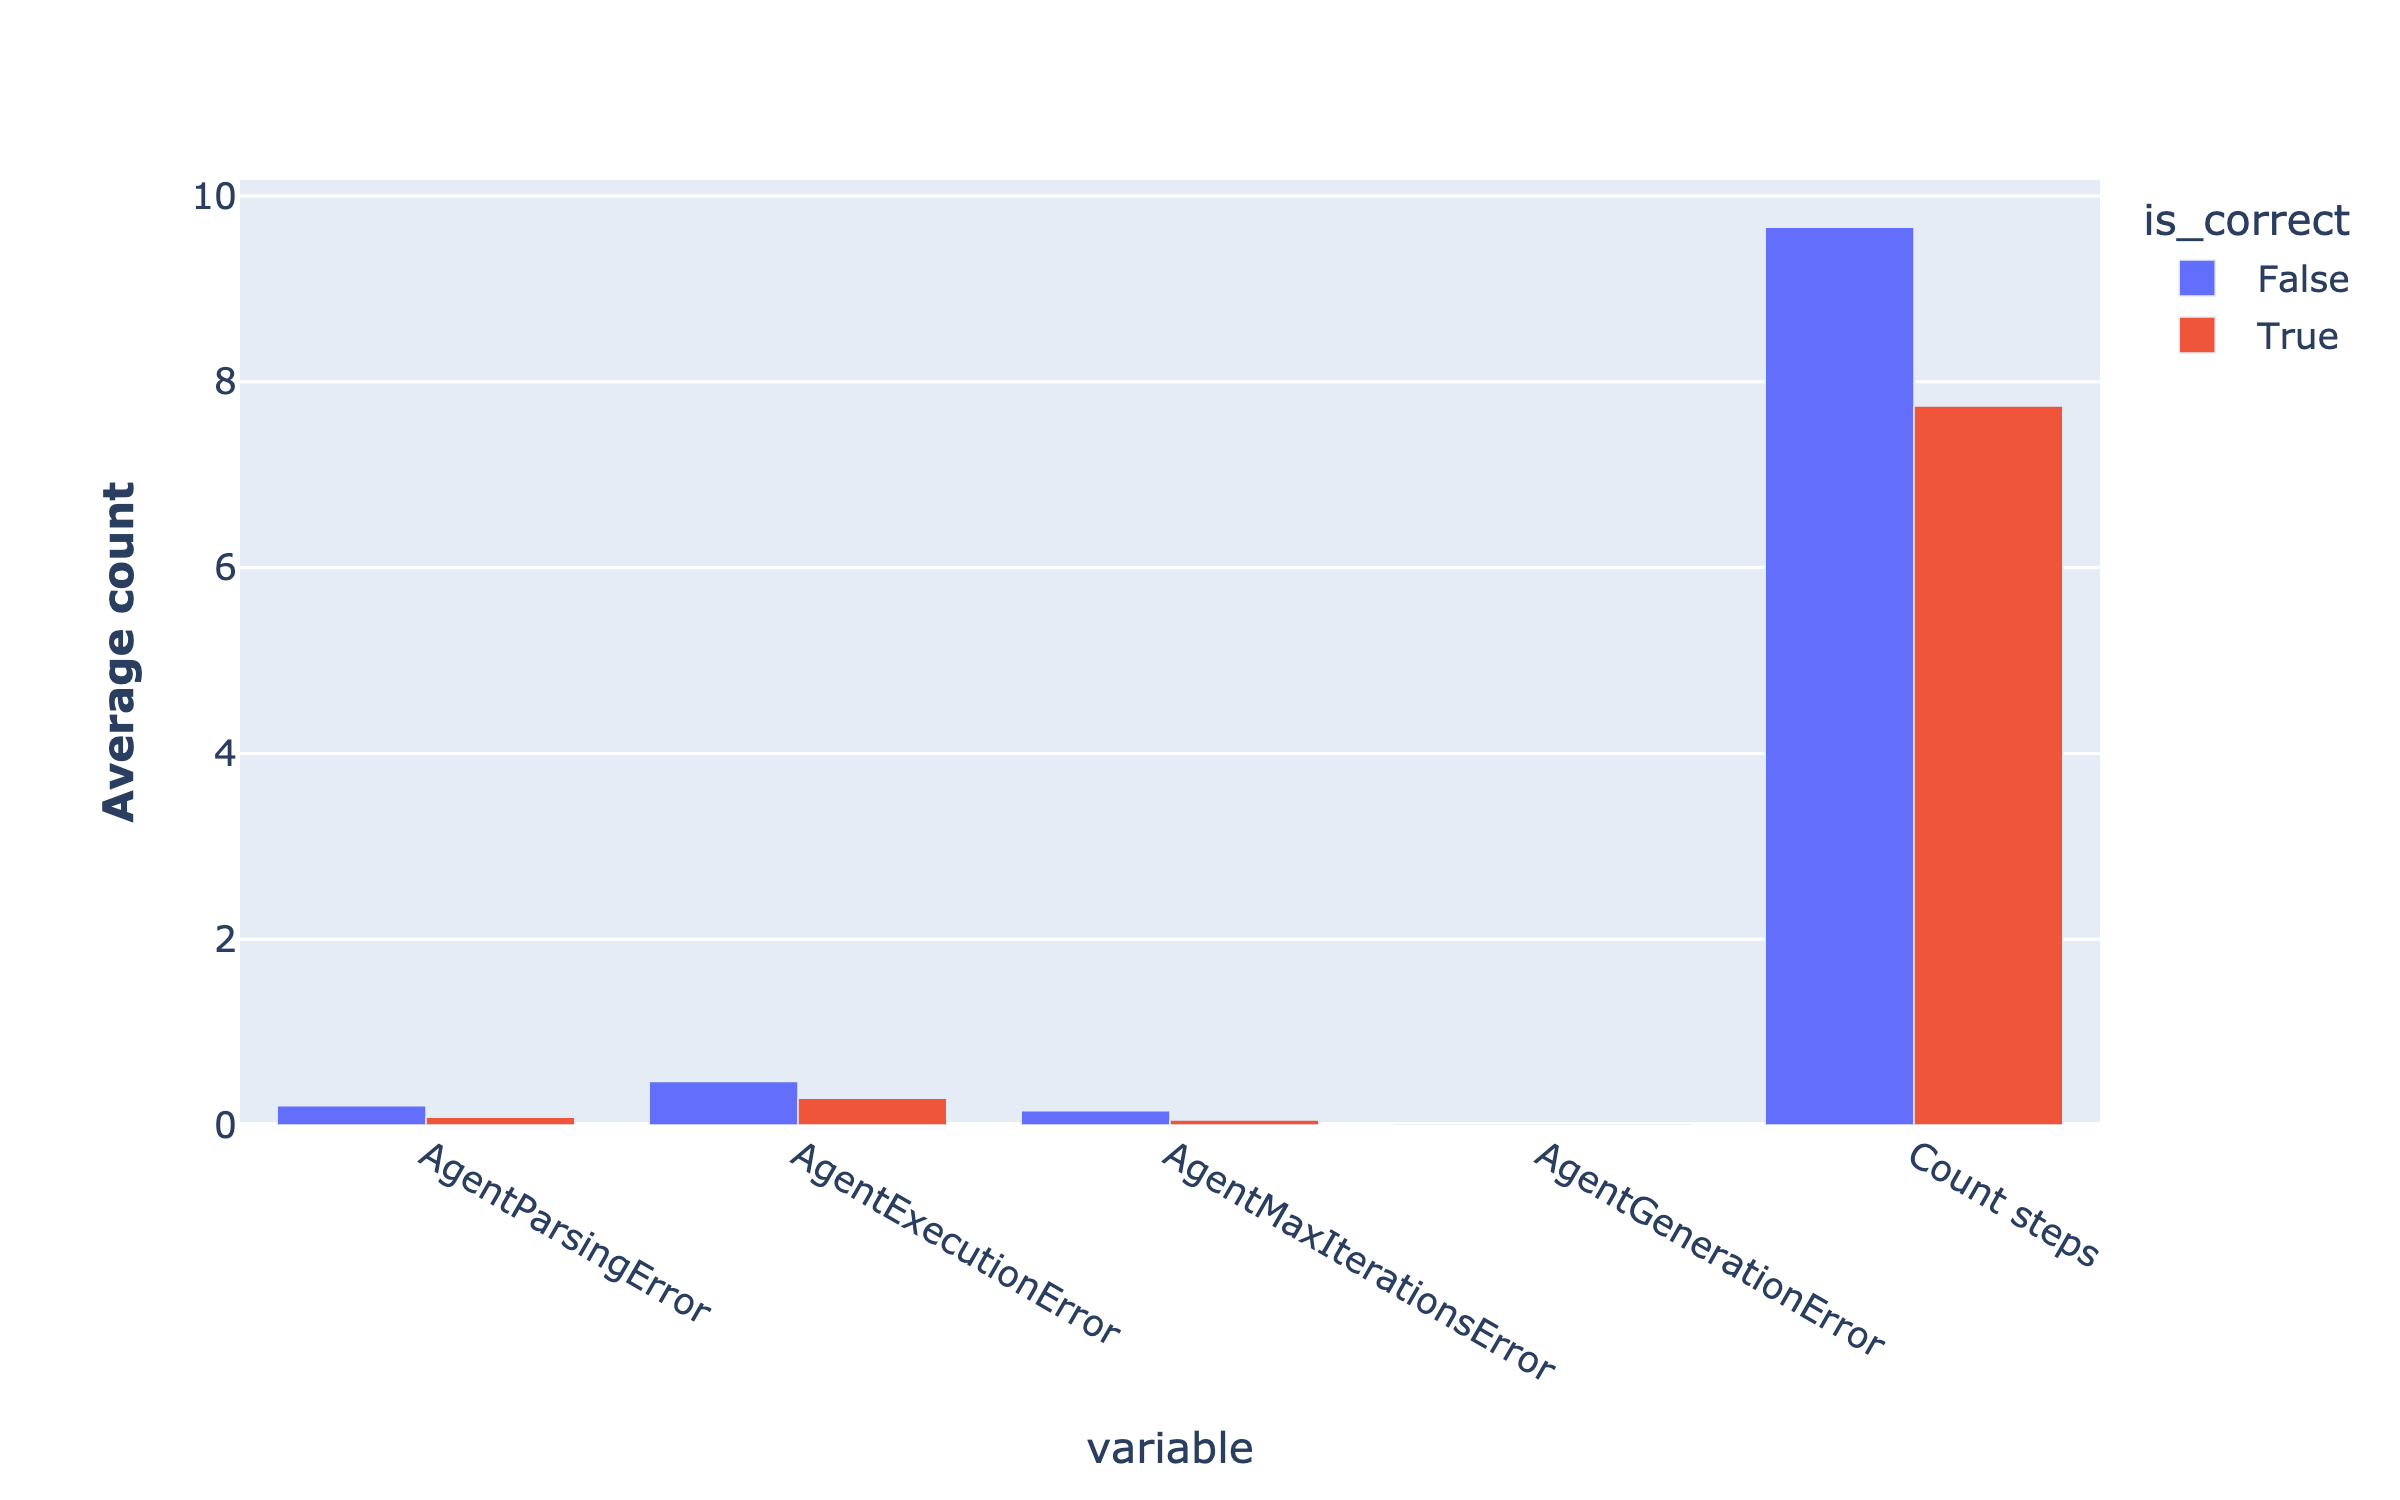 10
8
6
4
2
0
Average count
AgentParsingError
AgentExecutionError
AgentMaxIterationsError
AgentGenerationError
Count steps
variable
is_correct
False
True